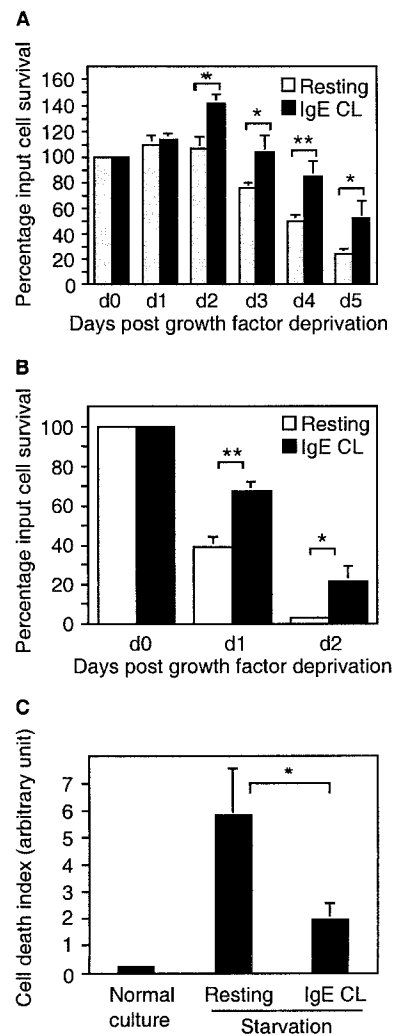 A
Percentage input cell survival
160
140
120
100
80
60
40
20
0
Resting
IgE CL
**
*
**
*
d0 d1 d2 d3 d4 d5
Days post growth factor deprivation
B
Percentage input cell survival
100
80
60
40
20
0
Resting
IgE CL
**
*
d0 d1 d2
Days post growth factor deprivation
C
Cell death index (arbitrary unit)
7
6
5
4
3
2
1
0
*
Normal culture
Resting
IgE CL
Starvation